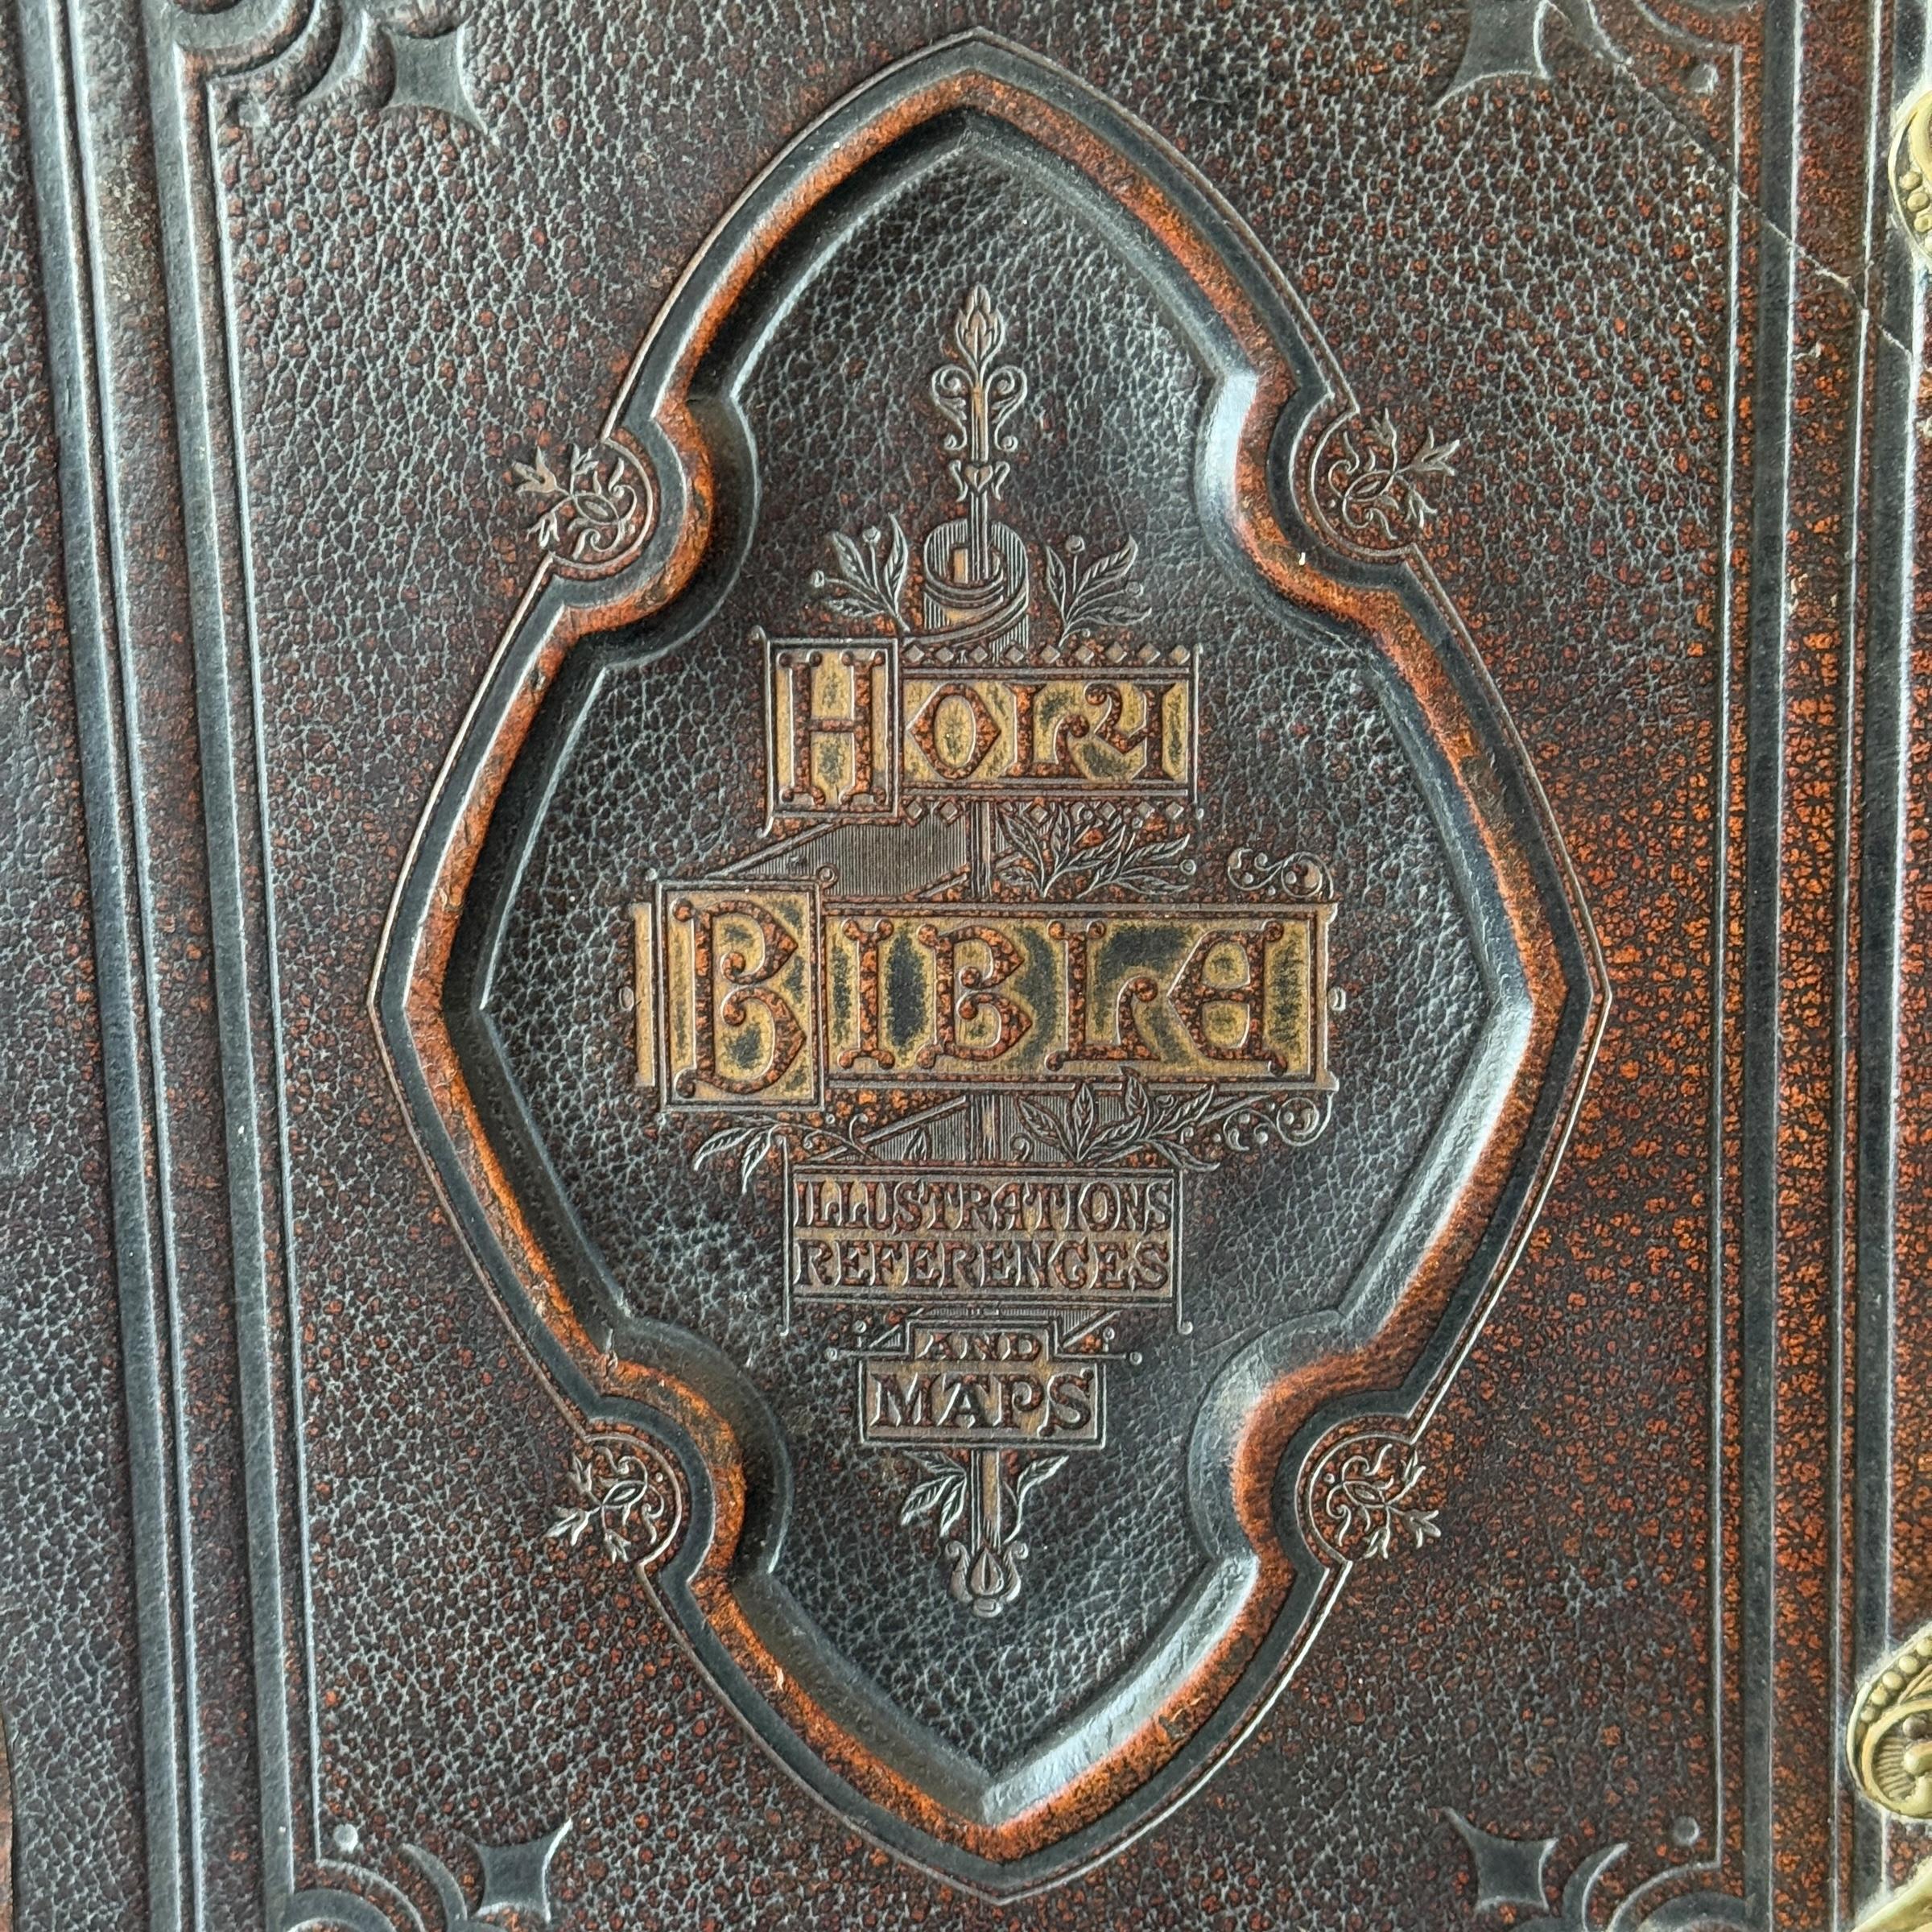 HOLY
BIBLE
ILLUSTRATIONS
REFERENCES
AND
MAPS